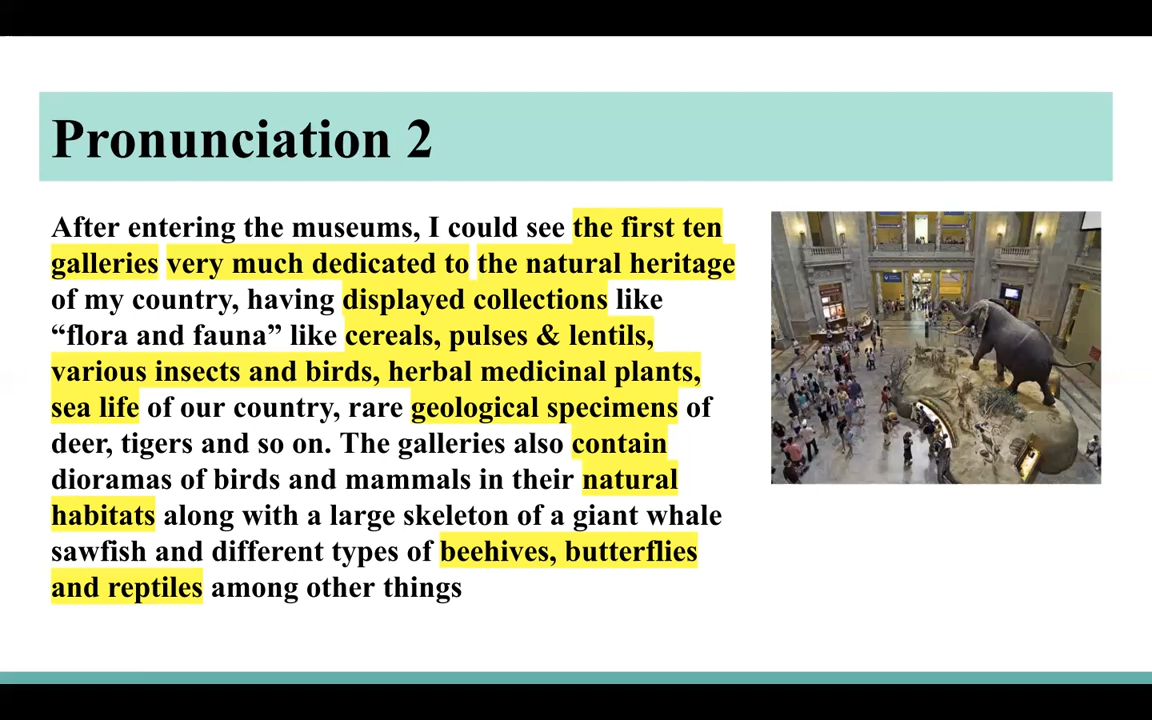 Pronunciation 2
After entering the museums, I could see the first ten
galleries very much dedicated to the natural heritage
of my country, having displayed collections like
“flora and fauna” like cereals, pulses & lentils,
various insects and birds, herbal medicinal plants,
sea life of our country, rare geological specimens of
deer, tigers and so on. The galleries also contain
dioramas of birds and mammals in their natural
habitats along with a large skeleton of a giant whale
sawfish and different types of beehives, butterflies
and reptiles among other things